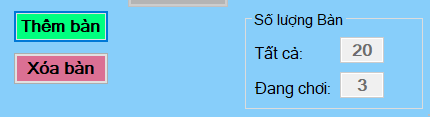 Thêm bàn
Xóa bàn
Số lượng Bàn
Tất cả: 20
Đang chơi: 3